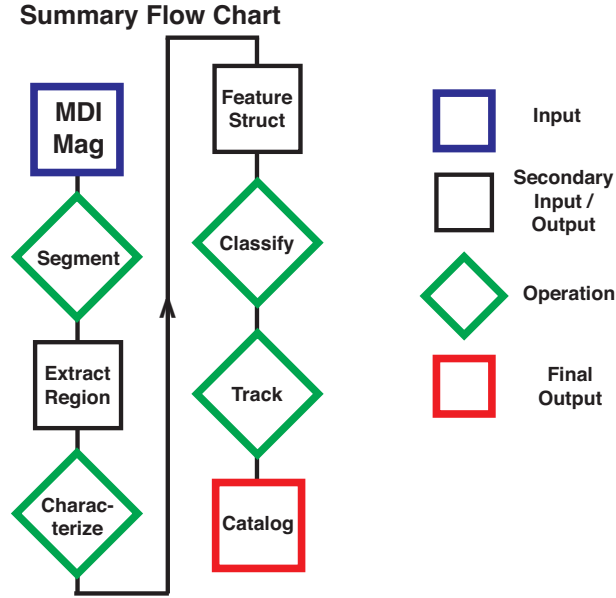 Summary Flow Chart
MDI
Mag
Segment
Extract
Region
Charac-
terize
Feature
Struct
Classify
Track
Catalog
Input
Secondary
Input /
Output
Operation
Final
Output